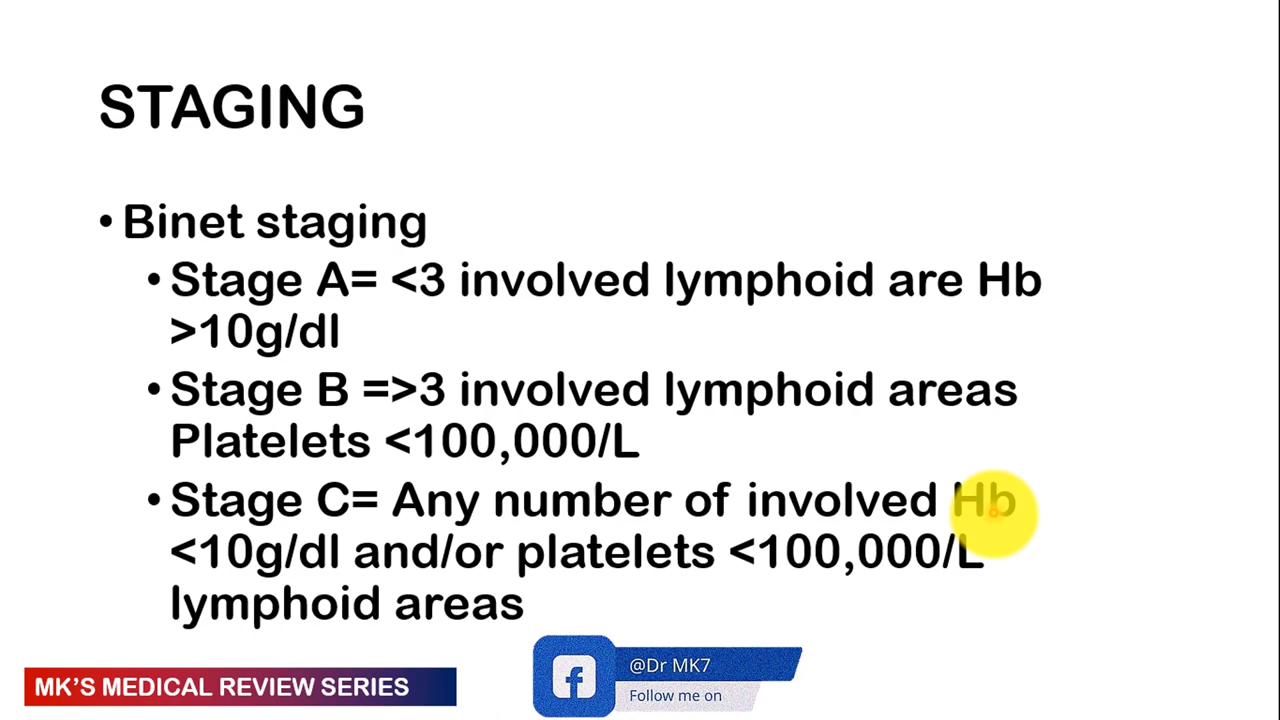 STAGING
• Binet staging
• Stage A= <3 involved lymphoid are Hb
>10g/dl
• Stage B =>3 involved lymphoid areas
Platelets <100,000/L
• Stage C= Any number of involved Hb
<10g/dl and/or platelets <100,000/L
lymphoid areas
MK'S MEDICAL REVIEW SERIES
@Dr MK7
Follow me on